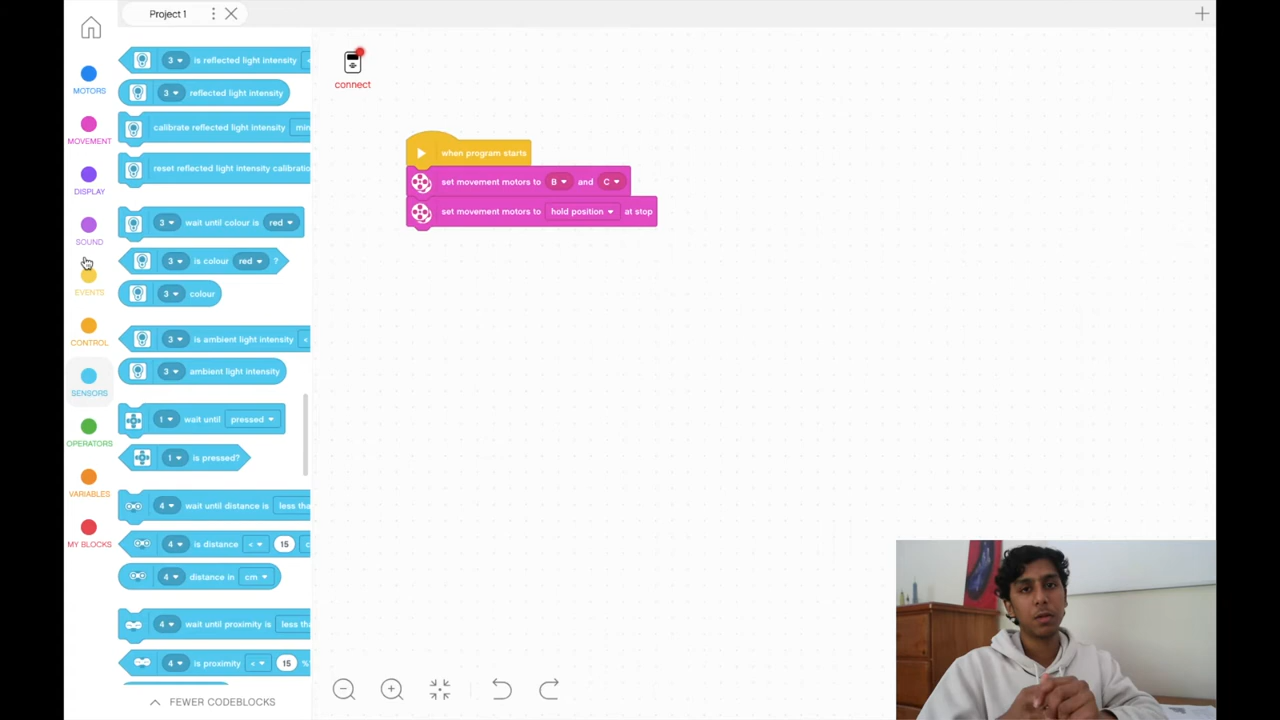 Project 1
MOTORS
MOVEMENT
DISPLAY
SOUND
EVENTS
CONTROL
SENSORS
OPERATORS
VARIABLES
MY BLOCKS
3 is reflected light intensity <
3 reflected light intensity
calibrate reflected light intensity min
reset reflected light intensity calibratio
3 wait until colour is red
3 is colour red ?
3 colour
3 is ambient light intensity <
3 ambient light intensity
1 wait until pressed
1 is pressed?
4 wait until distance is less tha
4 is distance < 15 c
4 distance in cm
4 wait until proximity is less tha
4 is proximity < 15 %
FEWER CODEBLOCKS
connect
when program starts
set movement motors to B and C
set movement motors to hold position at stop